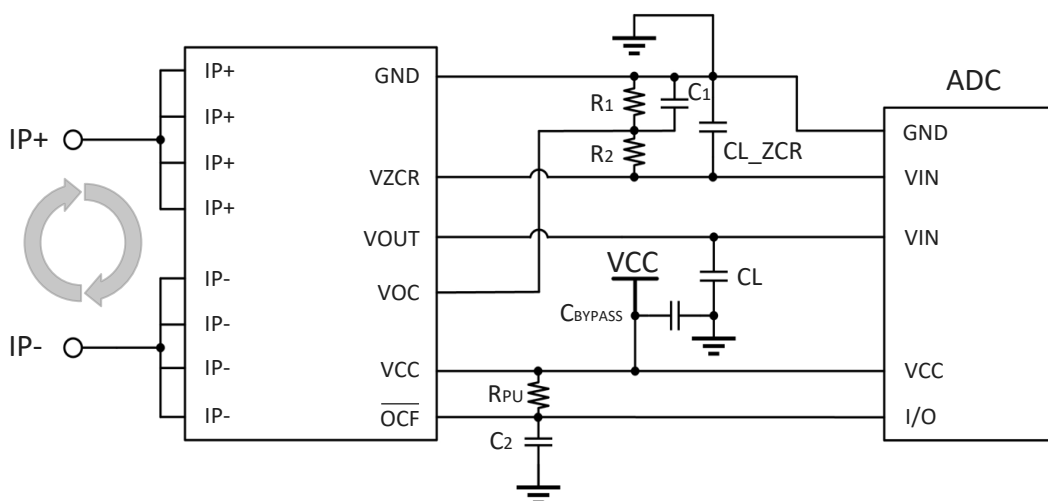 IP+
IP-
IP+
IP+
IP+
IP+
IP-
IP-
IP-
IP-
GND
VZCR
VOUT
VOC
VCC
OCF
R1
C1
R2
CL_ZCR
VCC
CBYPASS
CL
RPU
C2
ADC
GND
VIN
VIN
VCC
I/O